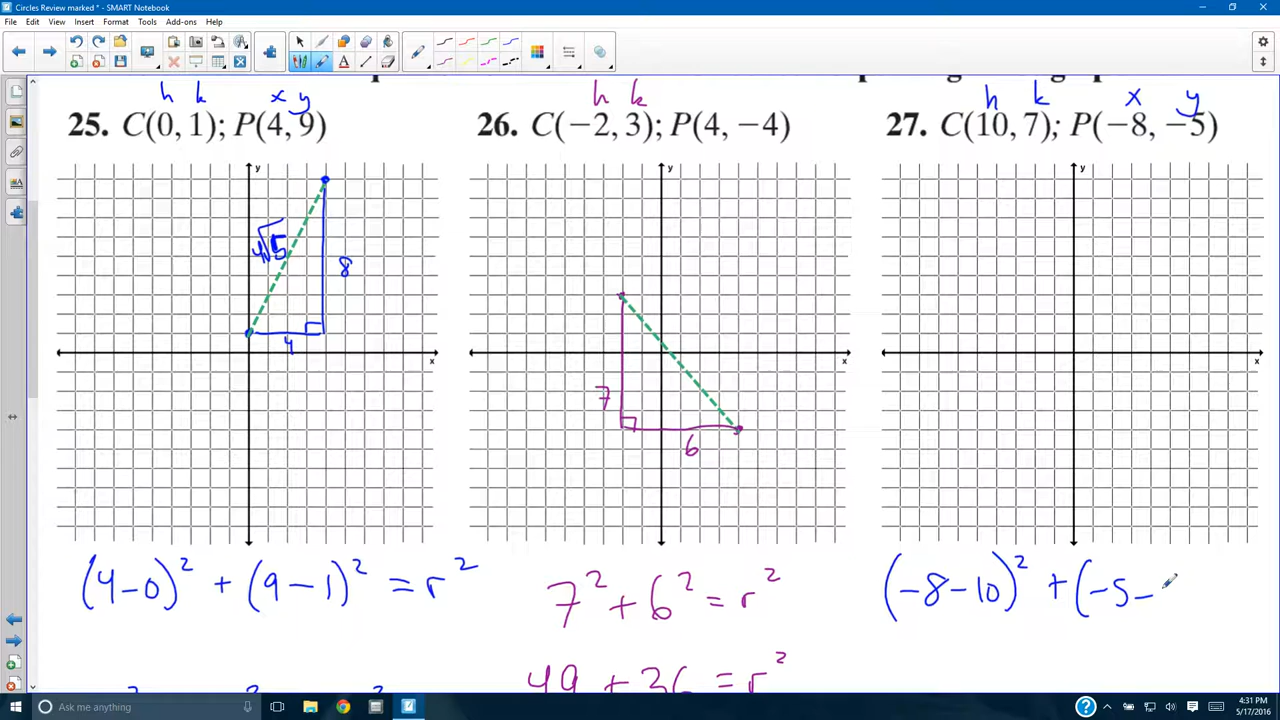 Circles Review marked * - SMART Notebook
File Edit View Insert Format Tools Add-ons Help
h k x y h k h k x y
25. C(0, 1); P(4, 9) 26. C(−2, 3); P(4, −4) 27. C(10, 7); P(−8, −5)
y y y
4√5 8
4
x x x
7
6
(4-0)² + (9-1)² = r² 7² + 6² = r² (-8-10)² + (-5-
49 + 36 = r²
Ask me anything
? 4:31 PM
5/17/2016